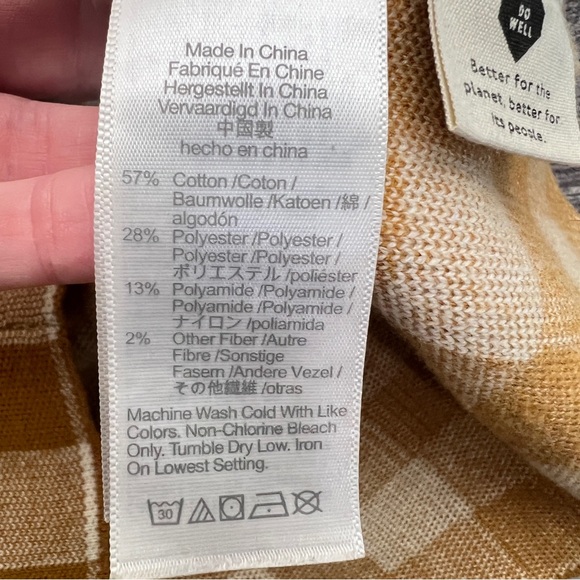 DO
WELL
Better for the
planet, better for
its people.
Made In China
Fabriqué En Chine
Hergestellt In China
Vervaardigd In China
中国製
hecho en china
57% Cotton /Coton /
Baumwolle /Katoen /綿 /
algodón
28% Polyester /Polyester /
Polyester /Polyester /
ポリエステル /poliéster
13% Polyamide /Polyamide /
Polyamide /Polyamide /
ナイロン /poliamida
2% Other Fiber /Autre
Fibre /Sonstige
Fasern /Andere Vezel /
その他繊維 /otras
Machine Wash Cold With Like
Colors. Non-Chlorine Bleach
Only. Tumble Dry Low. Iron
On Lowest Setting.
30